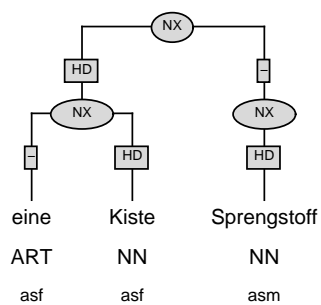 NX
HD –
NX NX
– HD HD
eine Kiste Sprengstoff
ART NN NN
asf asf asm